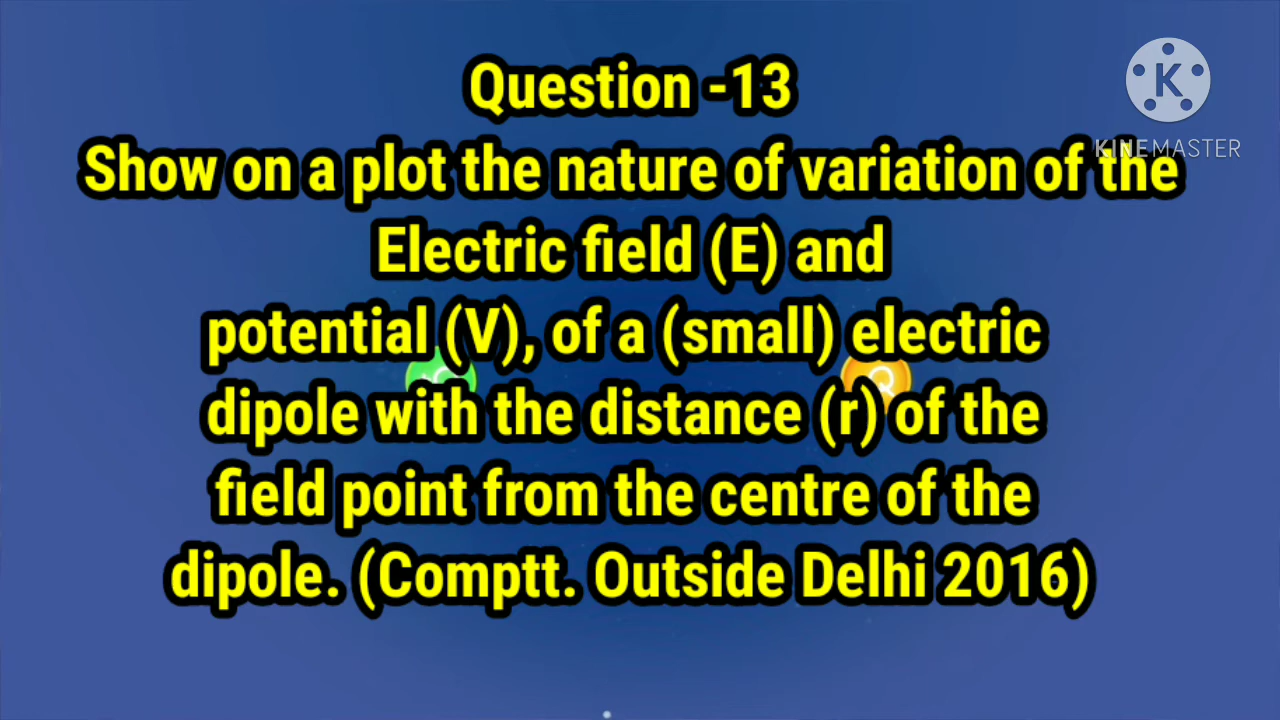 Question -13
K
KINEMASTER
Show on a plot the nature of variation of the
Electric field (E) and
potential (V), of a (small) electric
dipole with the distance (r) of the
field point from the centre of the
dipole. (Comptt. Outside Delhi 2016)